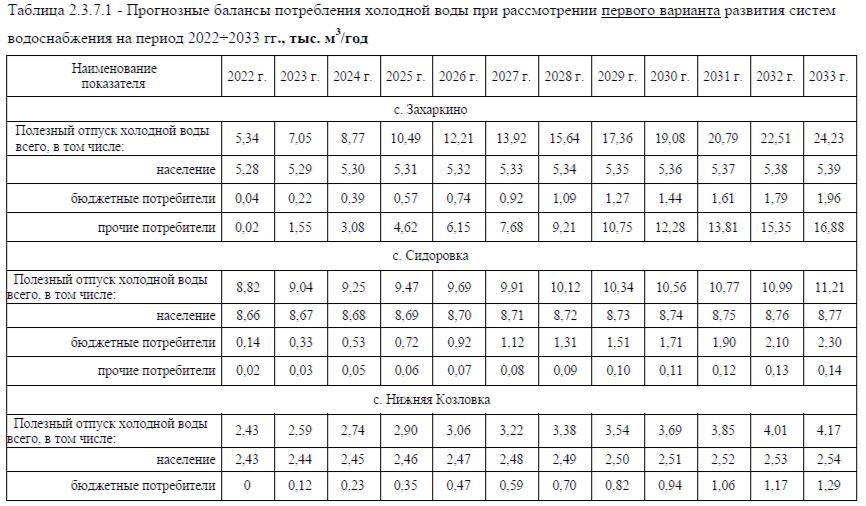 Таблица 2.3.7.1 - Прогнозные балансы потребления холодной воды при рассмотрении первого варианта развития систем
водоснабжения на период 2022÷2033 гг., тыс. м³/год
Наименование показателя 2022 г. 2023 г. 2024 г. 2025 г. 2026 г. 2027 г. 2028 г. 2029 г. 2030 г. 2031 г. 2032 г. 2033 г.
с. Захаркино
Полезный отпуск холодной воды всего, в том числе: 5,34 7,05 8,77 10,49 12,21 13,92 15,64 17,36 19,08 20,79 22,51 24,23
население 5,28 5,29 5,30 5,31 5,32 5,33 5,34 5,35 5,36 5,37 5,38 5,39
бюджетные потребители 0,04 0,22 0,39 0,57 0,74 0,92 1,09 1,27 1,44 1,61 1,79 1,96
прочие потребители 0,02 1,55 3,08 4,62 6,15 7,68 9,21 10,75 12,28 13,81 15,35 16,88
с. Сидоровка
Полезный отпуск холодной воды всего, в том числе: 8,82 9,04 9,25 9,47 9,69 9,91 10,12 10,34 10,56 10,77 10,99 11,21
население 8,66 8,67 8,68 8,69 8,70 8,71 8,72 8,73 8,74 8,75 8,76 8,77
бюджетные потребители 0,14 0,33 0,53 0,72 0,92 1,12 1,31 1,51 1,71 1,90 2,10 2,30
прочие потребители 0,02 0,03 0,05 0,06 0,07 0,08 0,09 0,10 0,11 0,12 0,13 0,14
с. Нижняя Козловка
Полезный отпуск холодной воды всего, в том числе: 2,43 2,59 2,74 2,90 3,06 3,22 3,38 3,54 3,69 3,85 4,01 4,17
население 2,43 2,44 2,45 2,46 2,47 2,48 2,49 2,50 2,51 2,52 2,53 2,54
бюджетные потребители 0 0,12 0,23 0,35 0,47 0,59 0,70 0,82 0,94 1,06 1,17 1,29